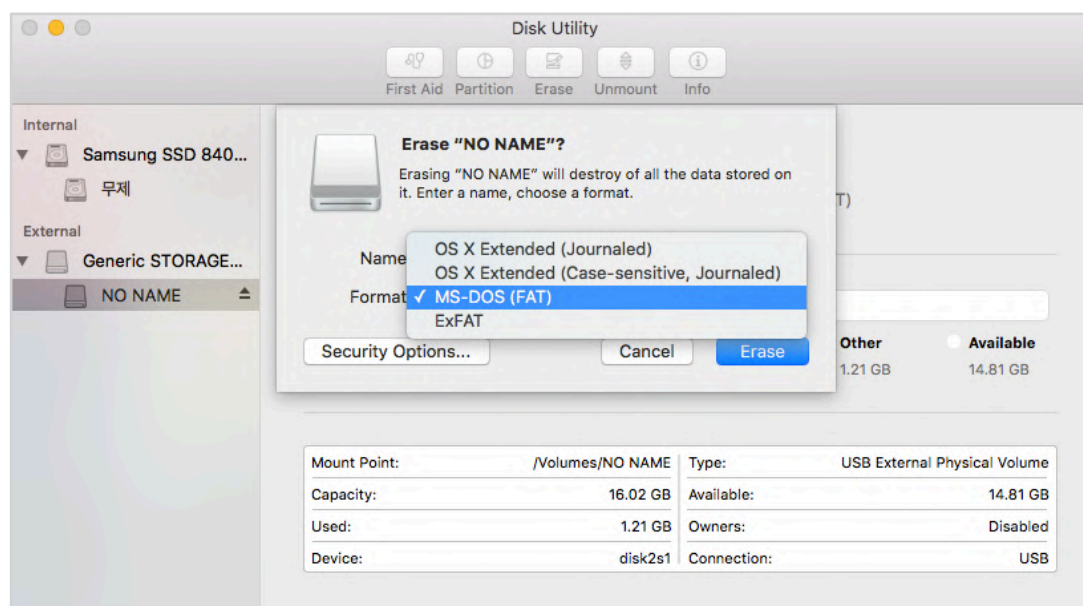 Disk Utility
First Aid Partition Erase Unmount Info
Internal
Samsung SSD 840...
무제
External
Generic STORAGE...
NO NAME
Erase “NO NAME”?
Erasing “NO NAME” will destroy of all the data stored on
it. Enter a name, choose a format.
T)
Name
Format
OS X Extended (Journaled)
OS X Extended (Case-sensitive, Journaled)
✓ MS-DOS (FAT)
ExFAT
Security Options... Cancel Erase
Other Available
1.21 GB 14.81 GB
Mount Point: /Volumes/NO NAME Type: USB External Physical Volume
Capacity: 16.02 GB Available: 14.81 GB
Used: 1.21 GB Owners: Disabled
Device: disk2s1 Connection: USB